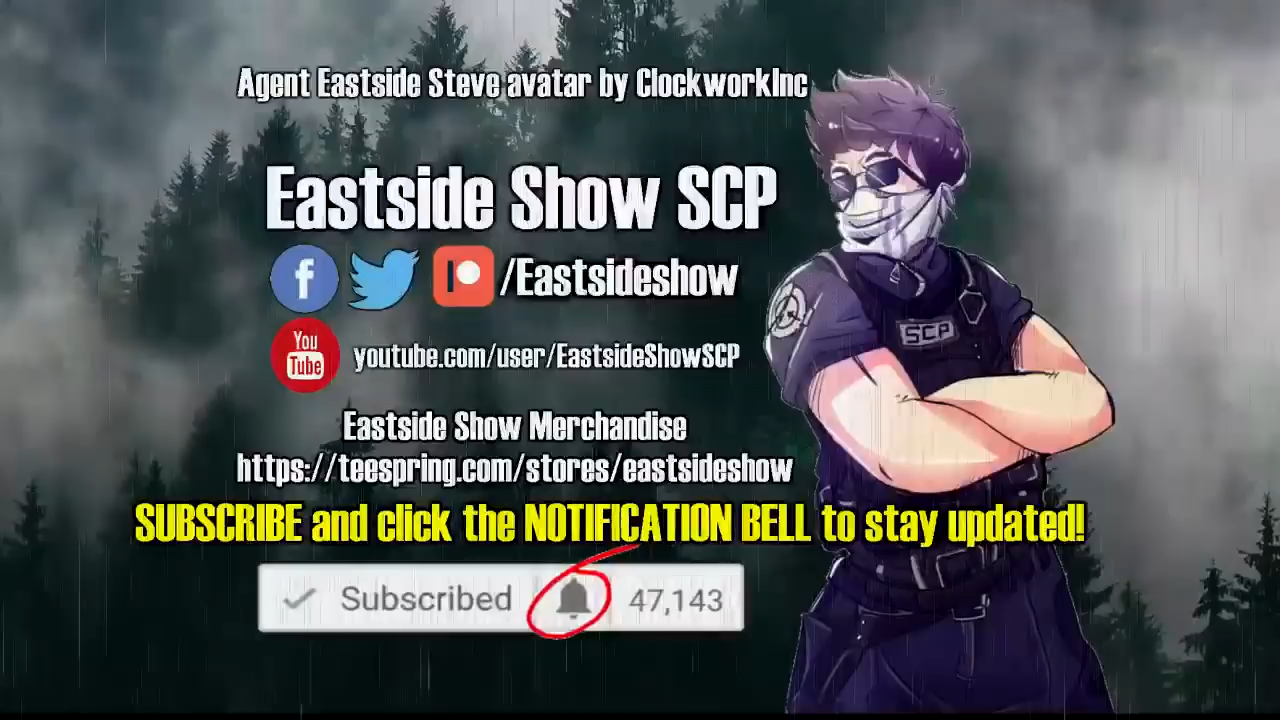 Agent Eastside Steve avatar by ClockworkInc
Eastside Show SCP
f /Eastsideshow
You
Tube
youtube.com/user/EastsideShowSCP
SCP
Eastside Show Merchandise
https://teespring.com/stores/eastsideshow
SUBSCRIBE and click the NOTIFICATION BELL to stay updated!
Subscribed 47,143